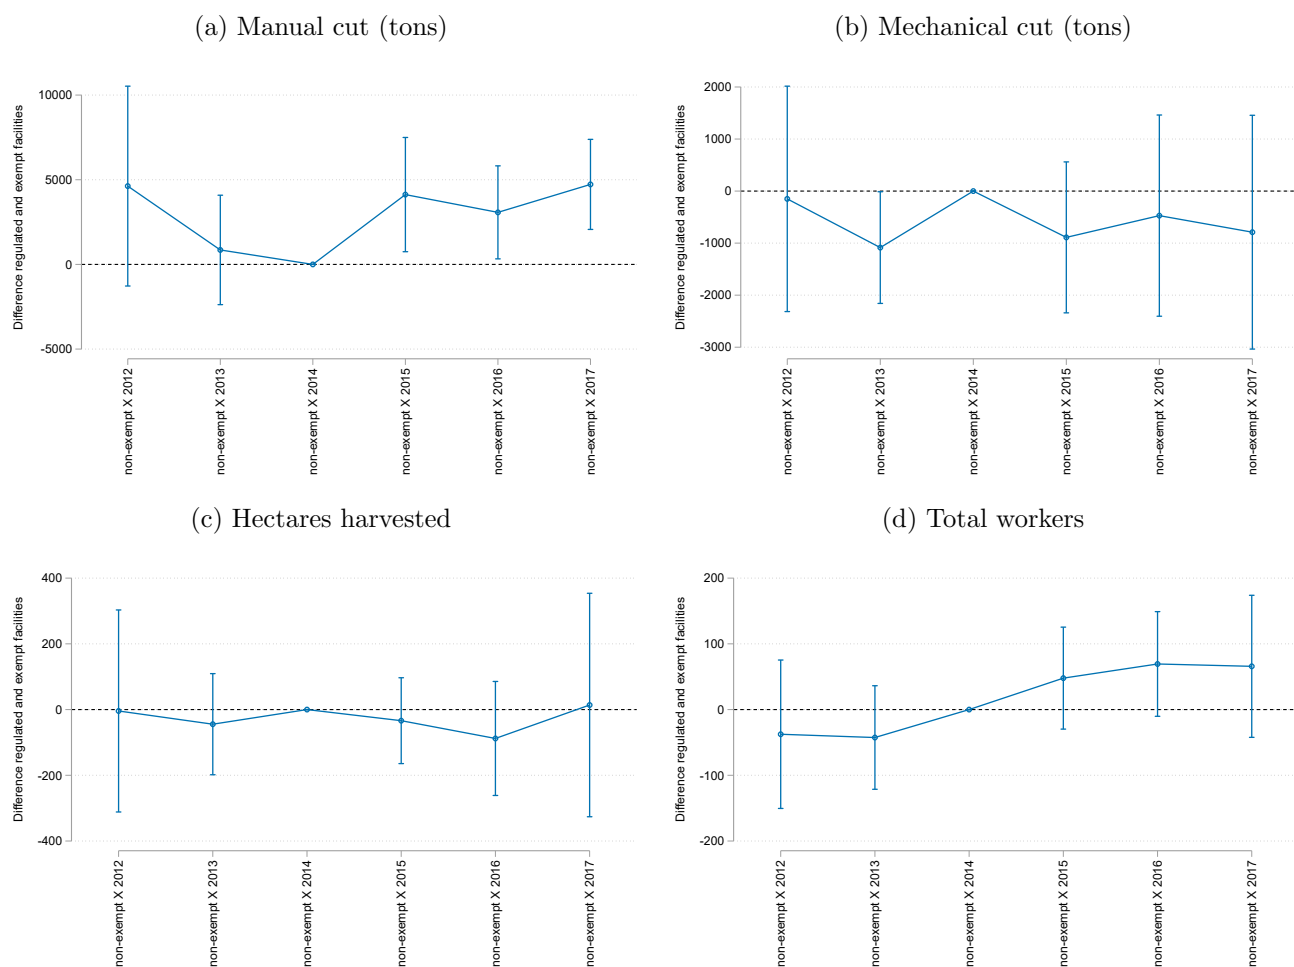 (a) Manual cut (tons)
Difference regulated and exempt facilities
10000
5000
0
-5000
non-exempt X 2012
non-exempt X 2013
non-exempt X 2014
non-exempt X 2015
non-exempt X 2016
non-exempt X 2017
(b) Mechanical cut (tons)
Difference regulated and exempt facilities
2000
1000
0
-1000
-2000
-3000
non-exempt X 2012
non-exempt X 2013
non-exempt X 2014
non-exempt X 2015
non-exempt X 2016
non-exempt X 2017
(c) Hectares harvested
Difference regulated and exempt facilities
400
200
0
-200
-400
non-exempt X 2012
non-exempt X 2013
non-exempt X 2014
non-exempt X 2015
non-exempt X 2016
non-exempt X 2017
(d) Total workers
Difference regulated and exempt facilities
200
100
0
-100
-200
non-exempt X 2012
non-exempt X 2013
non-exempt X 2014
non-exempt X 2015
non-exempt X 2016
non-exempt X 2017